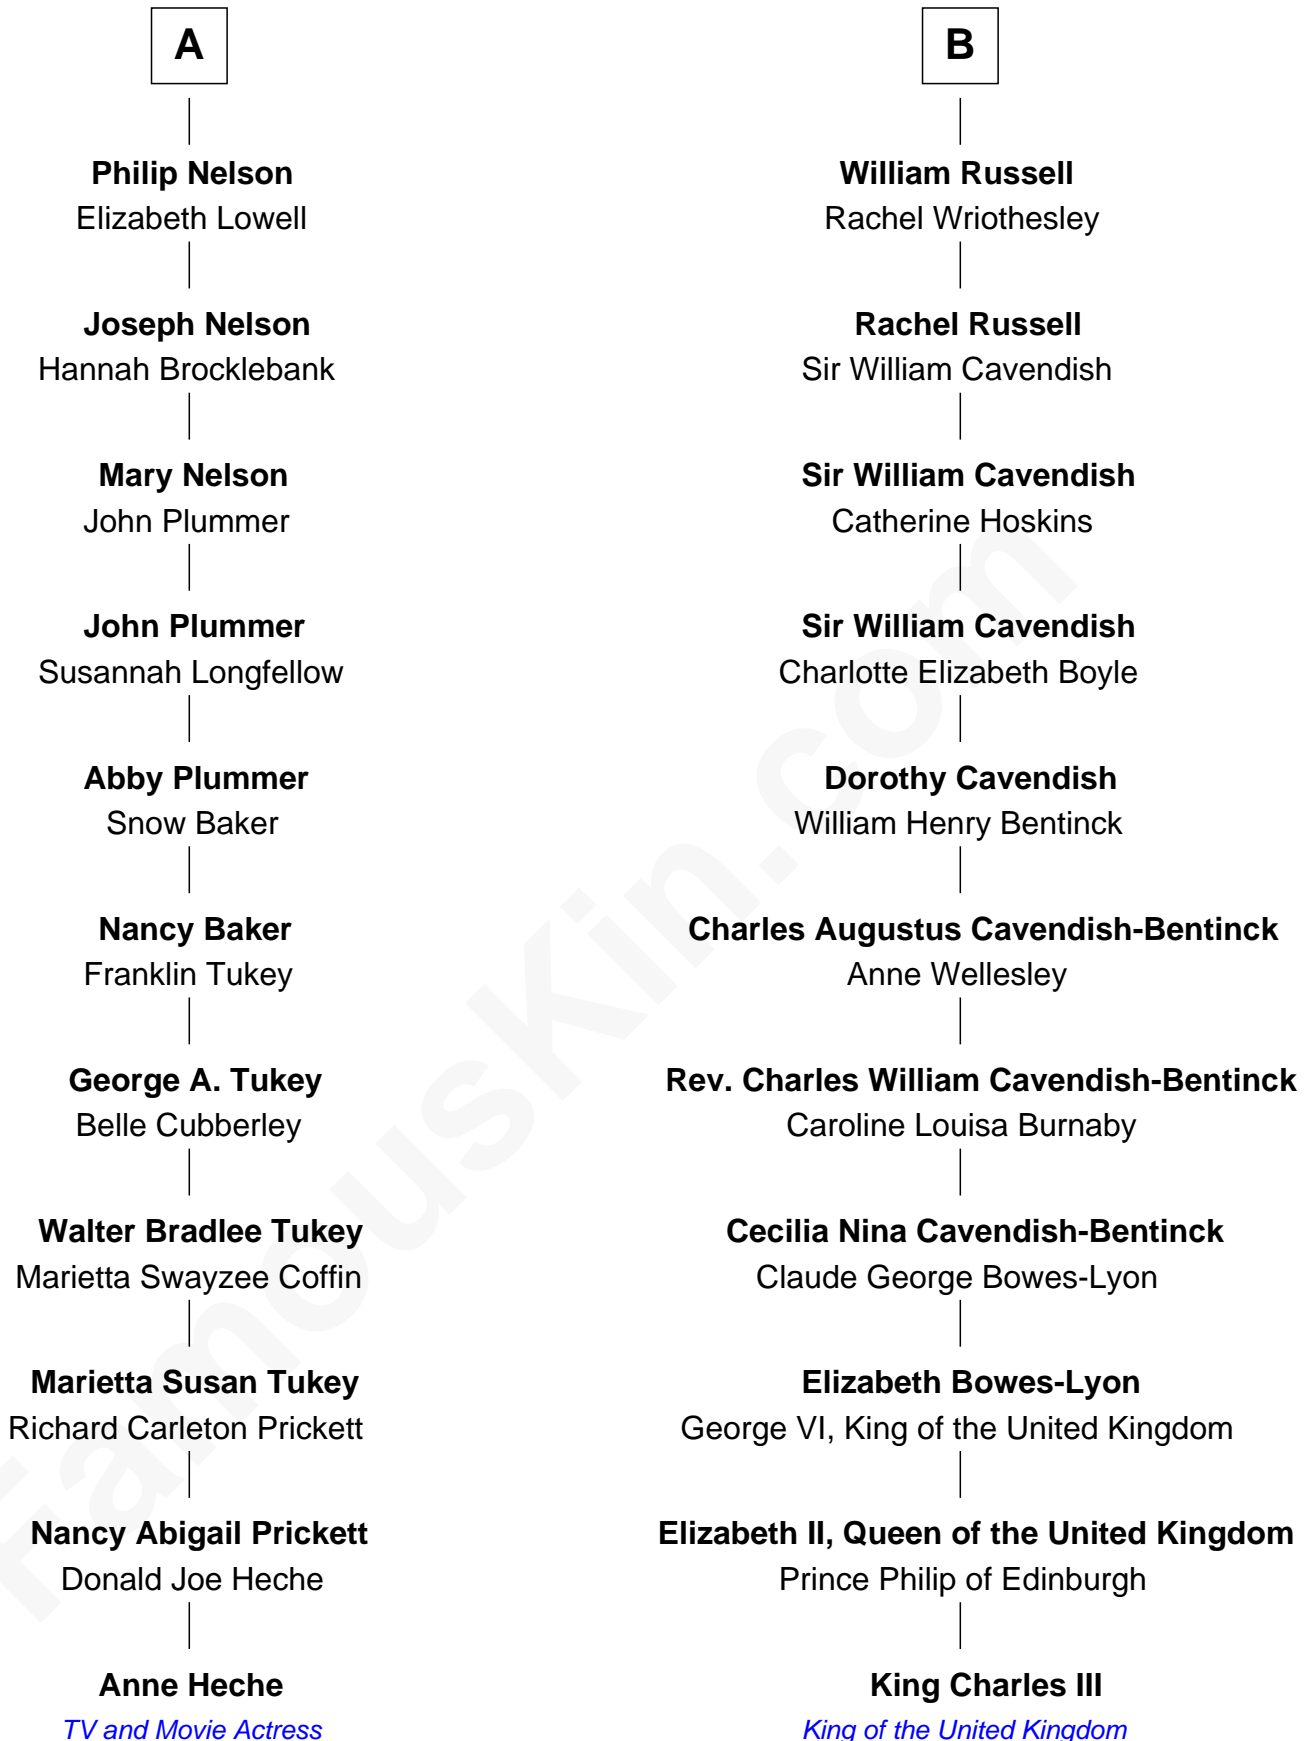 A
Philip Nelson
Elizabeth Lowell
Joseph Nelson
Hannah Brocklebank
Mary Nelson
John Plummer
John Plummer
Susannah Longfellow
Abby Plummer
Snow Baker
Nancy Baker
Franklin Tukey
George A. Tukey
Belle Cubberley
Walter Bradlee Tukey
Marietta Swayzee Coffin
Marietta Susan Tukey
Richard Carleton Prickett
Nancy Abigail Prickett
Donald Joe Heche
Anne Heche
TV and Movie Actress
B
William Russell
Rachel Wriothesley
Rachel Russell
Sir William Cavendish
Sir William Cavendish
Catherine Hoskins
Sir William Cavendish
Charlotte Elizabeth Boyle
Dorothy Cavendish
William Henry Bentinck
Charles Augustus Cavendish-Bentinck
Anne Wellesley
Rev. Charles William Cavendish-Bentinck
Caroline Louisa Burnaby
Cecilia Nina Cavendish-Bentinck
Claude George Bowes-Lyon
Elizabeth Bowes-Lyon
George VI, King of the United Kingdom
Elizabeth II, Queen of the United Kingdom
Prince Philip of Edinburgh
King Charles III
King of the United Kingdom
FamousKin.com